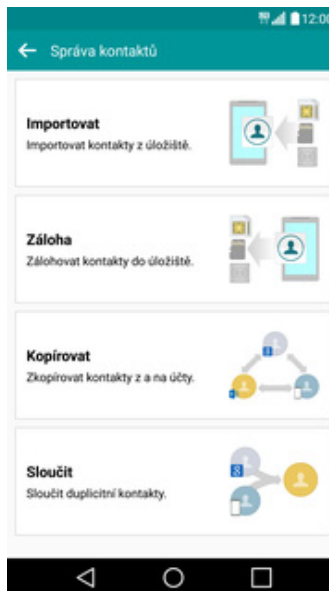 12:00
Správa kontaktů
Importovat
Importovat kontakty z úložiště.
Záloha
Zálohovat kontakty do úložiště.
Kopírovat
Zkopírovat kontakty z a na účty.
Sloučit
Sloučit duplicitní kontakty.